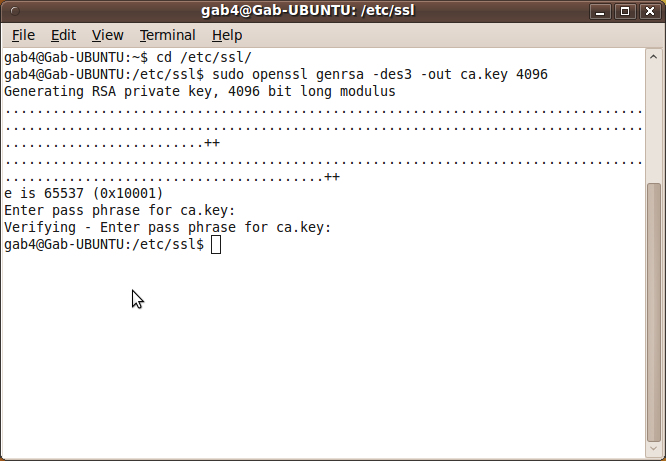 gab4@Gab-UBUNTU: /etc/ssl
File Edit View Terminal Help
gab4@Gab-UBUNTU:~$ cd /etc/ssl/
gab4@Gab-UBUNTU:/etc/ssl$ sudo openssl genrsa -des3 -out ca.key 4096
Generating RSA private key, 4096 bit long modulus
................................................................................
................................................................................
.........................++
................................................................................
........................................++
e is 65537 (0x10001)
Enter pass phrase for ca.key:
Verifying - Enter pass phrase for ca.key:
gab4@Gab-UBUNTU:/etc/ssl$